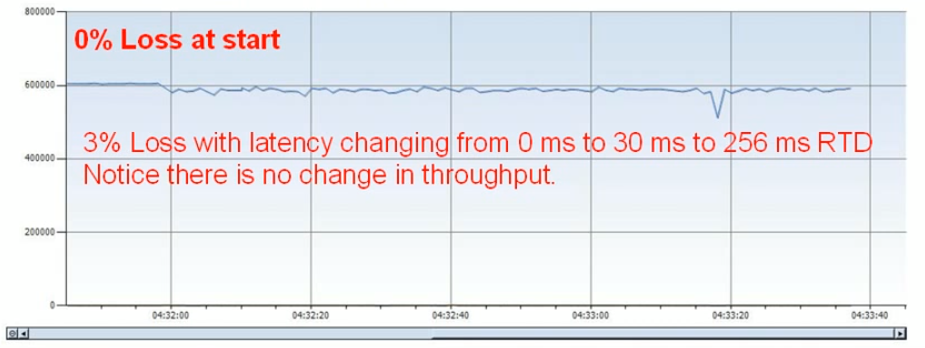 800000
0% Loss at start
600000
3% Loss with latency changing from 0 ms to 30 ms to 256 ms RTD
400000
Notice there is no change in throughput.
200000
0
04:32:00 04:32:20 04:32:40 04:33:00 04:33:20 04:33:40